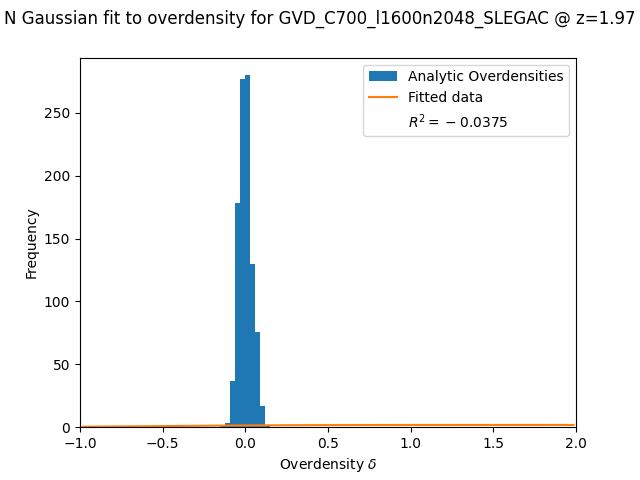 N Gaussian fit to overdensity for GVD_C700_l1600n2048_SLEGAC @ z=1.97
Analytic Overdensities
Fitted data
R² = − 0.0375
Frequency
250
200
150
100
50
0
−1.0 −0.5 0.0 0.5 1.0 1.5 2.0
Overdensity δ